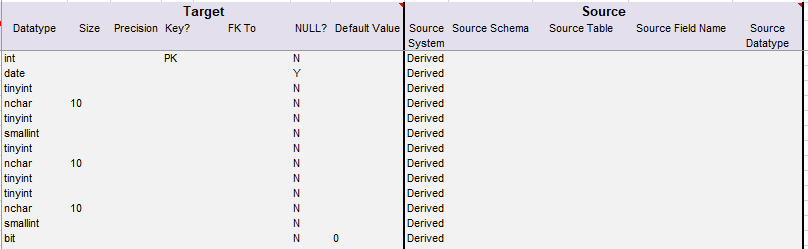 Target Source
Datatype Size Precision Key? FK To NULL? Default Value Source System Source Schema Source Table Source Field Name Source Datatype
int PK N Derived
date Y Derived
tinyint N Derived
nchar 10 N Derived
tinyint N Derived
smallint N Derived
tinyint N Derived
nchar 10 N Derived
tinyint N Derived
tinyint N Derived
nchar 10 N Derived
smallint N Derived
bit N 0 Derived